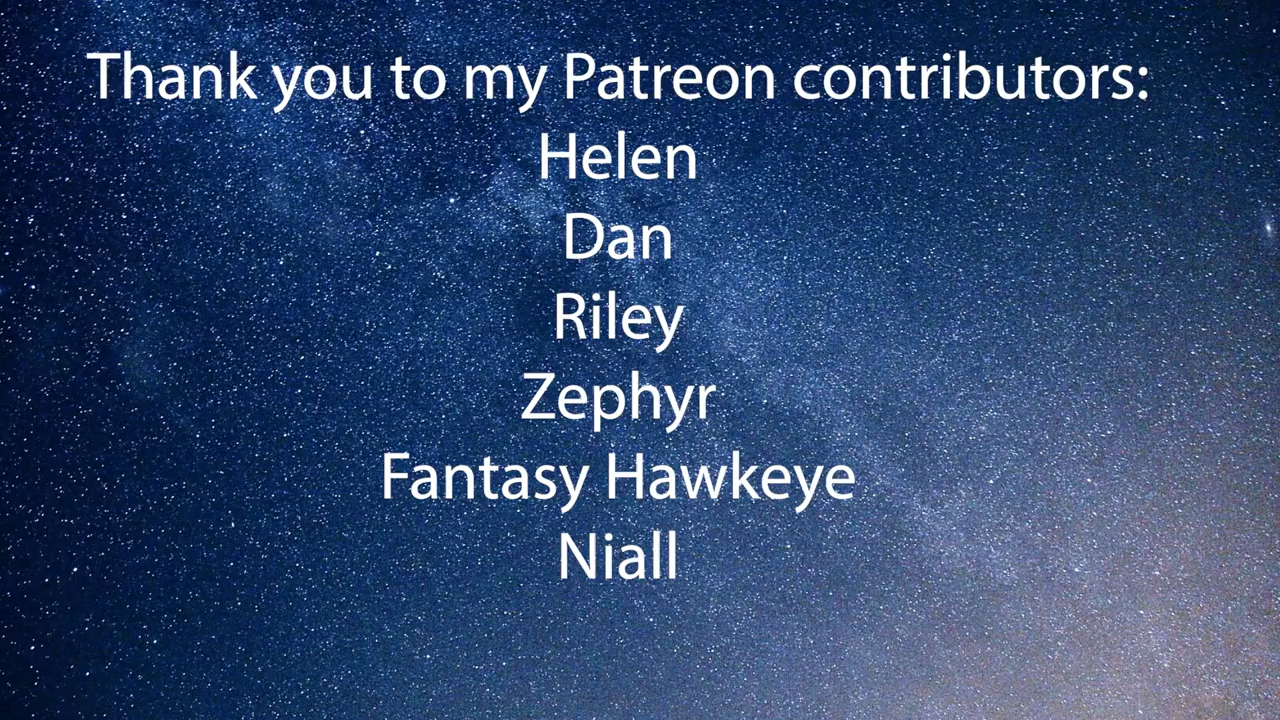 Thank you to my Patreon contributors:
Helen
Dan
Riley
Zephyr
Fantasy Hawkeye
Niall